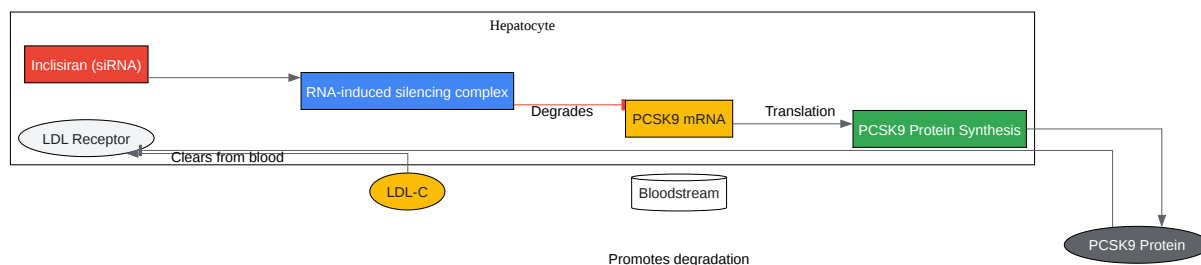 Hepatocyte
Inclisiran (siRNA)
RNA-induced silencing complex
Degrades
PCSK9 mRNA
Translation
PCSK9 Protein Synthesis
LDL Receptor
Clears from blood
LDL-C
Bloodstream
PCSK9 Protein
Promotes degradation